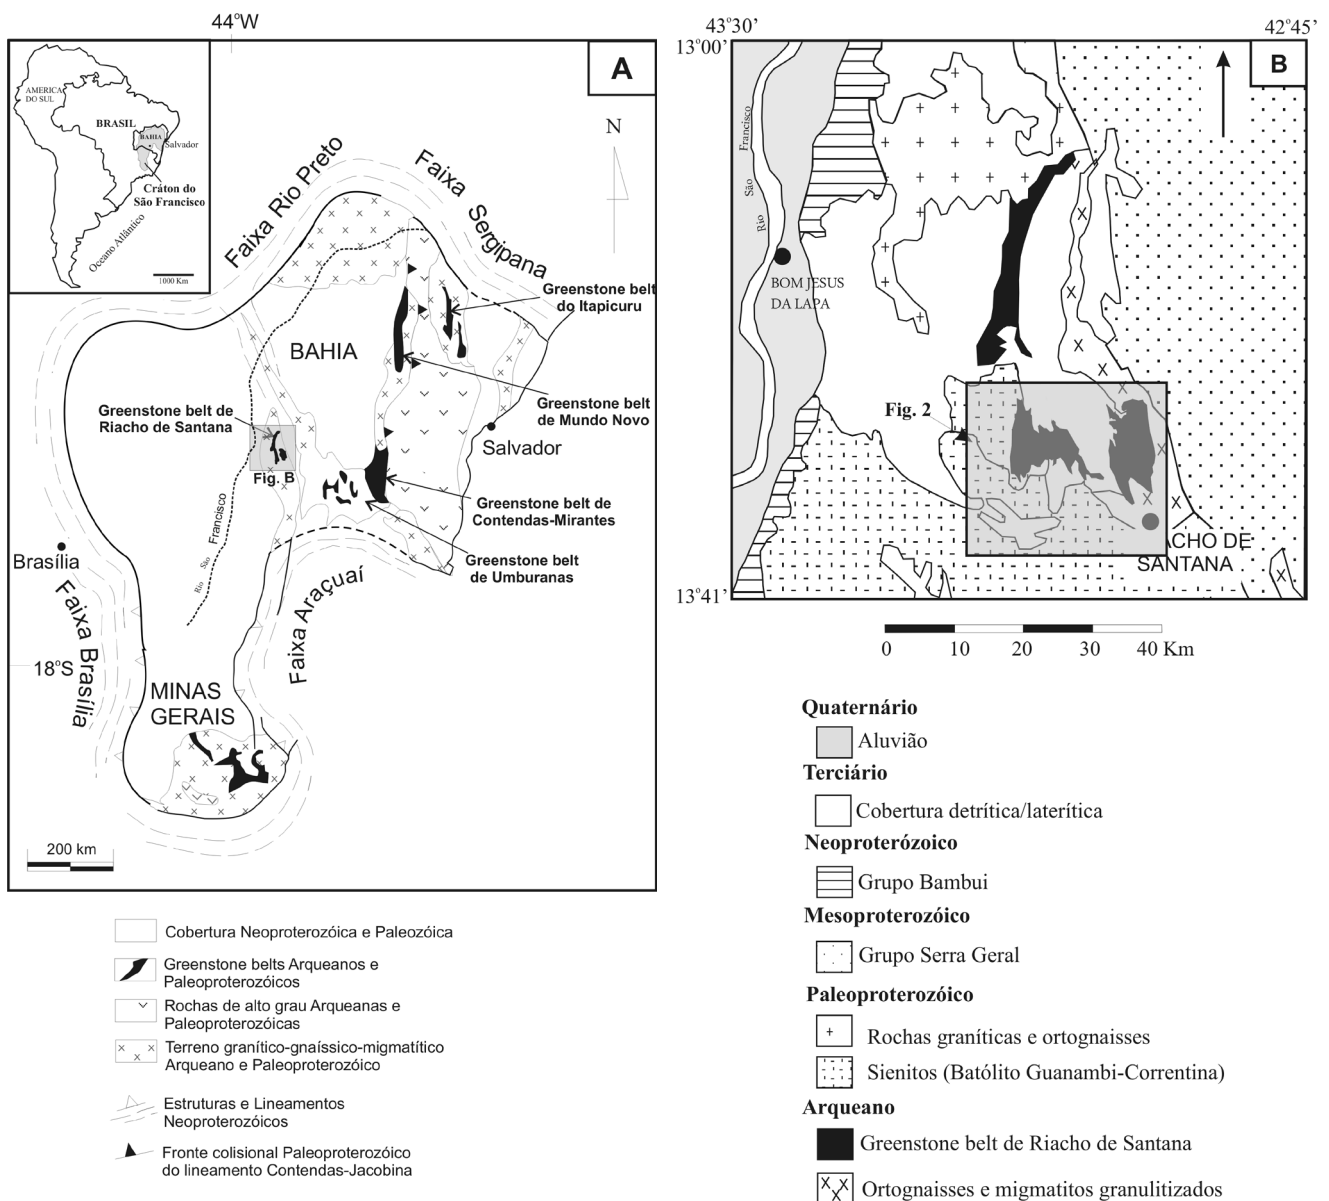 44°W
A
AMERICA
DO SUL
BRASIL
BAHIA
Salvador
Cráton do
São Francisco
Oceano Atlântico
1000 Km
N
Faixa Rio Preto
Faixa Sergipana
Greenstone belt
do Itapicuru
BAHIA
Greenstone belt de
Riacho de Santana
Greenstone belt
de Mundo Novo
Salvador
Fig. B
Rio São Francisco
Greenstone belt de
Contendas-Mirantes
Brasília
Greenstone belt
de Umburanas
Faixa Araçuaí
Faixa Brasília
18°S
MINAS
GERAIS
200 km
Cobertura Neoproterozóica e Paleozóica
Greenstone belts Arqueanos e
Paleoproterozóicos
Rochas de alto grau Arqueanas e
Paleoproterozóicas
Terreno granítico-gnaíssico-migmatítico
Arqueano e Paleoproterozóico
Estruturas e Lineamentos
Neoproterozóicos
Fronte colisional Paleoproterozóico
do lineamento Contendas-Jacobina
43°30'
42°45'
13°00'
B
Rio São Francisco
BOM JESUS
DA LAPA
Fig. 2
ACHO DE
SANTANA
13°41'
0 10 20 30 40 Km
Quaternário
Aluvião
Terciário
Cobertura detrítica/laterítica
Neoproterózoico
Grupo Bambui
Mesoproterozóico
Grupo Serra Geral
Paleoproterozóico
Rochas graníticas e ortognaisses
Sienitos (Batólito Guanambi-Correntina)
Arqueano
Greenstone belt de Riacho de Santana
Ortognaisses e migmatitos granulitizados